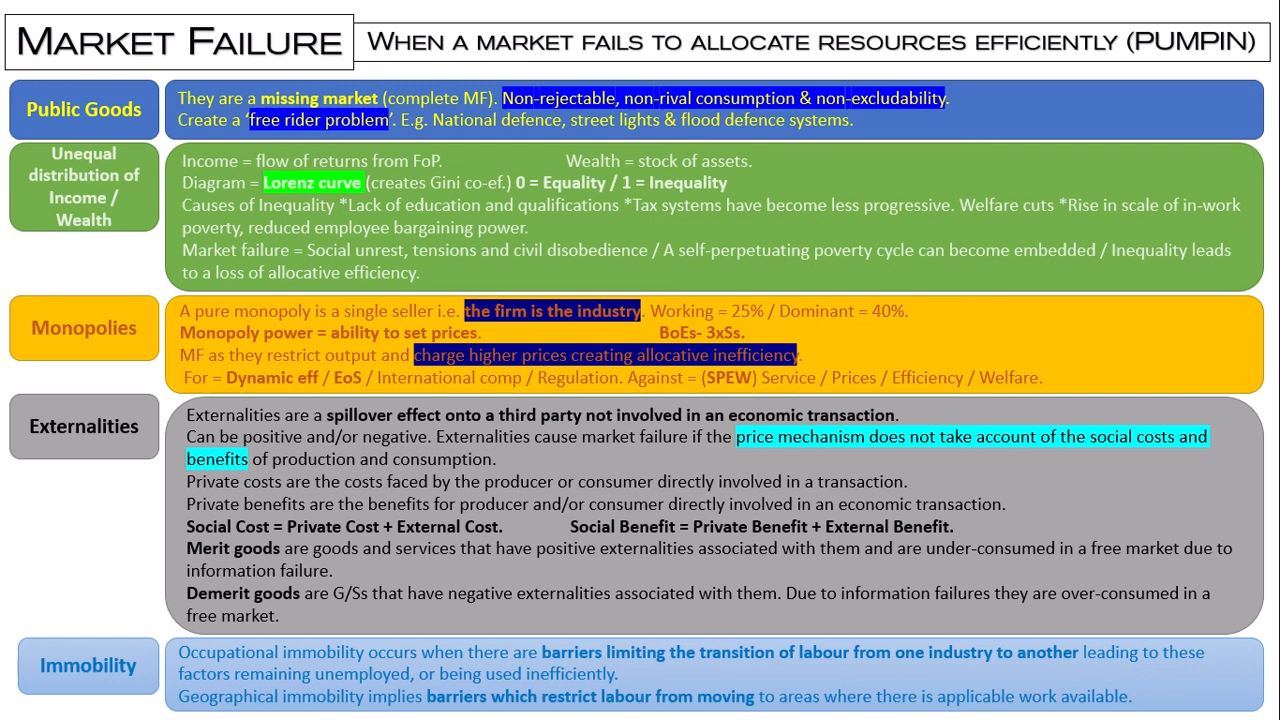 MARKET FAILURE
WHEN A MARKET FAILS TO ALLOCATE RESOURCES EFFICIENTLY (PUMPIN)
Public Goods
They are a missing market (complete MF). Non-rejectable, non-rival consumption & non-excludability.
Create a 'free rider problem'. E.g. National defence, street lights & flood defence systems.
Unequal
distribution of
Income /
Wealth
Income = flow of returns from FoP. Wealth = stock of assets.
Diagram = Lorenz curve (creates Gini co-ef.) 0 = Equality / 1 = Inequality
Causes of Inequality *Lack of education and qualifications *Tax systems have become less progressive. Welfare cuts *Rise in scale of in-work
poverty, reduced employee bargaining power.
Market failure = Social unrest, tensions and civil disobedience / A self-perpetuating poverty cycle can become embedded / Inequality leads
to a loss of allocative efficiency.
Monopolies
A pure monopoly is a single seller i.e. the firm is the industry. Working = 25% / Dominant = 40%.
Monopoly power = ability to set prices. BoEs- 3xSs.
MF as they restrict output and charge higher prices creating allocative inefficiency.
For = Dynamic eff / EoS / International comp / Regulation. Against = (SPEW) Service / Prices / Efficiency / Welfare.
Externalities
Externalities are a spillover effect onto a third party not involved in an economic transaction.
Can be positive and/or negative. Externalities cause market failure if the price mechanism does not take account of the social costs and
benefits of production and consumption.
Private costs are the costs faced by the producer or consumer directly involved in a transaction.
Private benefits are the benefits for producer and/or consumer directly involved in an economic transaction.
Social Cost = Private Cost + External Cost. Social Benefit = Private Benefit + External Benefit.
Merit goods are goods and services that have positive externalities associated with them and are under-consumed in a free market due to
information failure.
Demerit goods are G/Ss that have negative externalities associated with them. Due to information failures they are over-consumed in a
free market.
Immobility
Occupational immobility occurs when there are barriers limiting the transition of labour from one industry to another leading to these
factors remaining unemployed, or being used inefficiently.
Geographical immobility implies barriers which restrict labour from moving to areas where there is applicable work available.